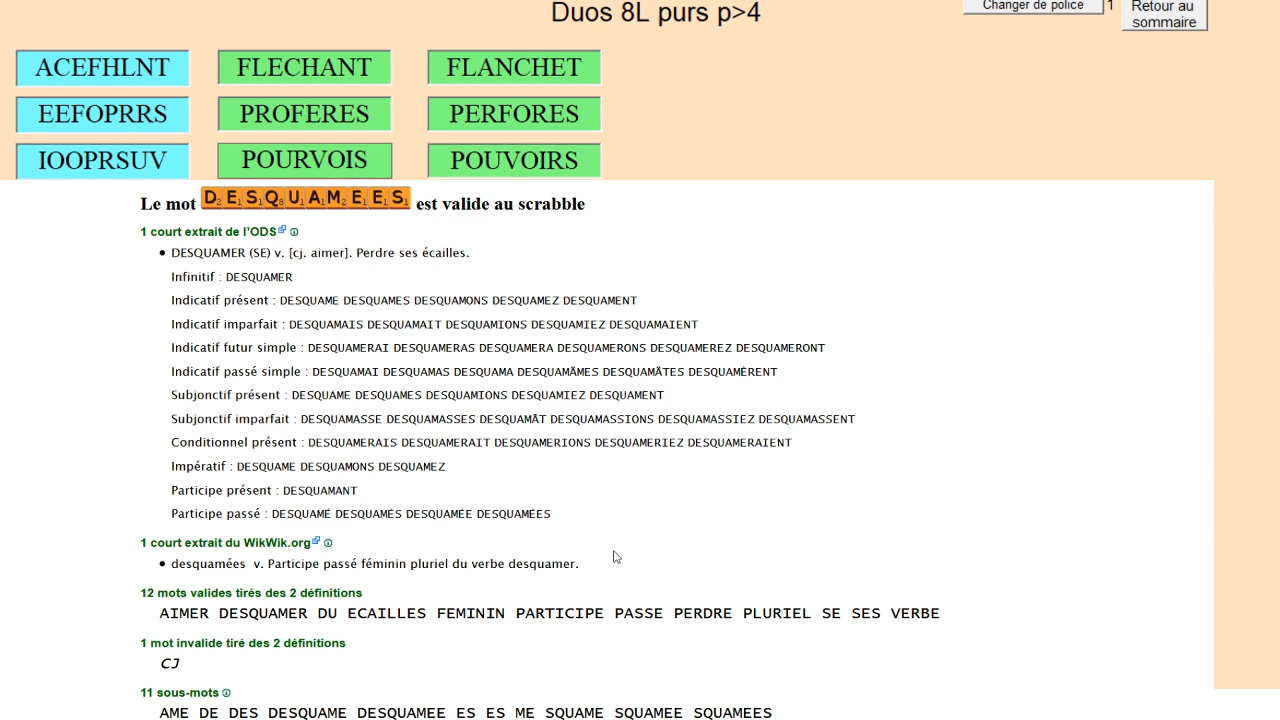 Duos 8L purs p>4
Changer de police
1
Retour au
sommaire
ACEFHLNT FLECHANT FLANCHET
EEFOPRRS PROFERES PERFORES
IOOPRSUV POURVOIS POUVOIRS
Le mot D2E1S1Q8U1A1M2E1E1S1 est valide au scrabble
1 court extrait de l'ODS
• DESQUAMER (SE) v. [cj. aimer]. Perdre ses écailles.
Infinitif : DESQUAMER
Indicatif présent : DESQUAME DESQUAMES DESQUAMONS DESQUAMEZ DESQUAMENT
Indicatif imparfait : DESQUAMAIS DESQUAMAIT DESQUAMIONS DESQUAMIEZ DESQUAMAIENT
Indicatif futur simple : DESQUAMERAI DESQUAMERAS DESQUAMERA DESQUAMERONS DESQUAMEREZ DESQUAMERONT
Indicatif passé simple : DESQUAMAI DESQUAMAS DESQUAMA DESQUAMÂMES DESQUAMÂTES DESQUAMÈRENT
Subjonctif présent : DESQUAME DESQUAMES DESQUAMIONS DESQUAMIEZ DESQUAMENT
Subjonctif imparfait : DESQUAMASSE DESQUAMASSES DESQUAMÂT DESQUAMASSIONS DESQUAMASSIEZ DESQUAMASSENT
Conditionnel présent : DESQUAMERAIS DESQUAMERAIT DESQUAMERIONS DESQUAMERIEZ DESQUAMERAIENT
Impératif : DESQUAME DESQUAMONS DESQUAMEZ
Participe présent : DESQUAMANT
Participe passé : DESQUAMÉ DESQUAMÉS DESQUAMÉE DESQUAMÉES
1 court extrait du WikWik.org
• desquamées v. Participe passé féminin pluriel du verbe desquamer.
12 mots valides tirés des 2 définitions
AIMER DESQUAMER DU ECAILLES FEMININ PARTICIPE PASSE PERDRE PLURIEL SE SES VERBE
1 mot invalide tiré des 2 définitions
CJ
11 sous-mots
AME DE DES DESQUAME DESQUAMEE ES ES ME SQUAME SQUAMEE SQUAMEES